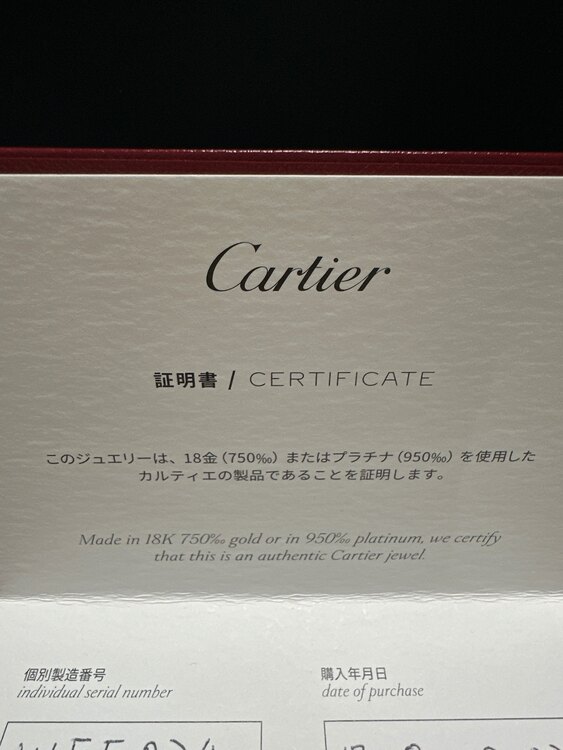 Cartier
証明書 / CERTIFICATE
このジュエリーは、18金(750‰) またはプラチナ(950‰) を使用した
カルティエの製品であることを証明します。
Made in 18K 750‰ gold or in 950‰ platinum, we certify
that this is an authentic Cartier jewel.
個別製造番号
individual serial number
購入年月日
date of purchase